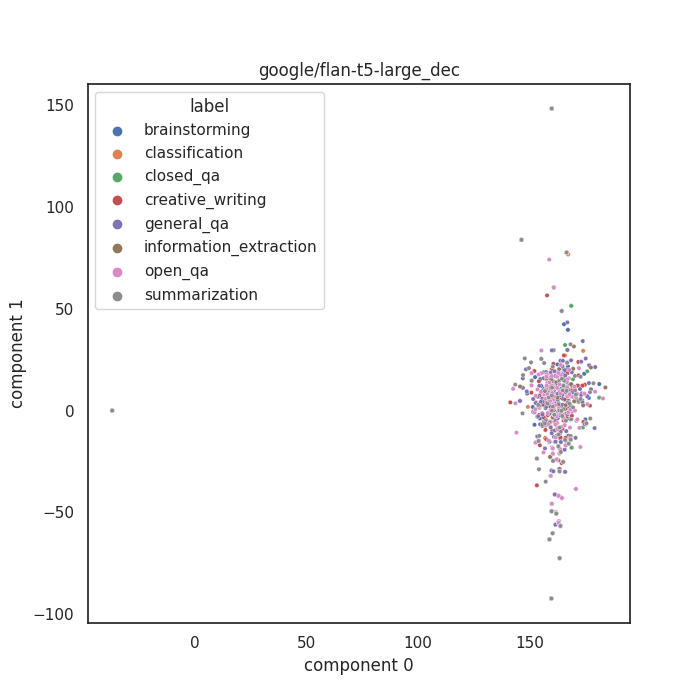 google/flan-t5-large_dec
label
brainstorming
classification
closed_qa
creative_writing
general_qa
information_extraction
open_qa
summarization
150
100
50
0
−50
−100
component 1
0 50 100 150
component 0